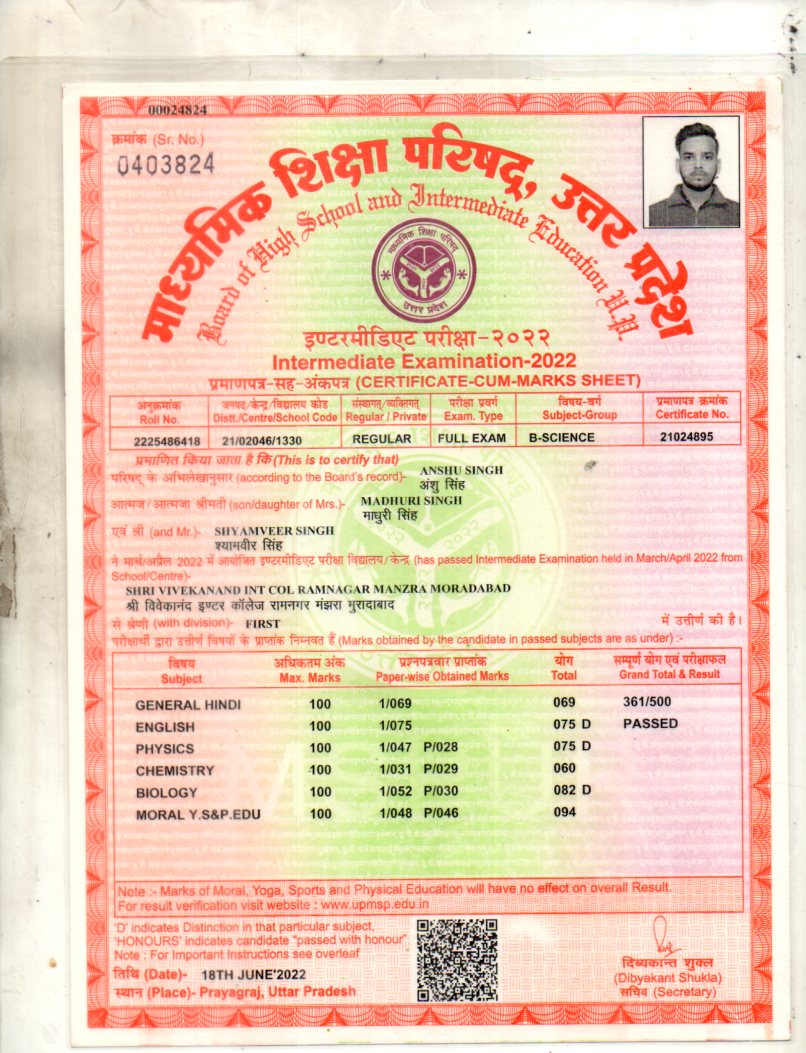 00024824
क्रमांक (Sr. No.)
0403824
माध्यमिक शिक्षा परिषद्, उत्तर प्रदेश
Board of High School and Intermediate Education U.P.
माध्यमिक शिक्षा परिषद
उत्तर प्रदेश
इण्टरमीडिएट परीक्षा-२०२२
Intermediate Examination-2022
प्रमाणपत्र-सह-अंकपत्र (CERTIFICATE-CUM-MARKS SHEET)
अनुक्रमांक जनपद/केन्द्र/विद्यालय कोड संस्थागत/व्यक्तिगत परीक्षा प्रवर्ग विषय-वर्ग प्रमाणपत्र क्रमांक
Roll No. Distt./Centre/School Code Regular / Private Exam. Type Subject-Group Certificate No.
2225486418 21/02046/1330 REGULAR FULL EXAM B-SCIENCE 21024895
प्रमाणित किया जाता है कि (This is to certify that)
परिषद् के अभिलेखानुसार (according to the Board's record)- ANSHU SINGH
अंशु सिंह
आत्मज/आत्मजा श्रीमती (son/daughter of Mrs.)- MADHURI SINGH
माधुरी सिंह
एवं श्री (and Mr.)- SHYAMVEER SINGH
श्यामवीर सिंह
ने मार्च/अप्रैल 2022 में आयोजित इण्टरमीडिएट परीक्षा विद्यालय/केन्द्र (has passed Intermediate Examination held in March/April 2022 from
School/Centre)-
SHRI VIVEKANAND INT COL RAMNAGAR MANZRA MORADABAD
श्री विवेकानंद इण्टर कॉलेज रामनगर मंझरा मुरादाबाद
से श्रेणी (with division)- FIRST में उत्तीर्ण की है।
परीक्षार्थी द्वारा उत्तीर्ण विषयों के प्राप्तांक निम्नवत हैं (Marks obtained by the candidate in passed subjects are as under) :-
विषय अधिकतम अंक प्रश्नपत्रवार प्राप्तांक योग सम्पूर्ण योग एवं परीक्षाफल
Subject Max. Marks Paper-wise Obtained Marks Total Grand Total & Result
GENERAL HINDI 100 1/069 069 361/500
ENGLISH 100 1/075 075 D PASSED
PHYSICS 100 1/047 P/028 075 D
CHEMISTRY 100 1/031 P/029 060
BIOLOGY 100 1/052 P/030 082 D
MORAL Y.S&P.EDU 100 1/048 P/046 094
Note :- Marks of Moral, Yoga, Sports and Physical Education will have no effect on overall Result.
For result verification visit website : www.upmsp.edu.in
'D' indicates Distinction in that particular subject,
'HONOURS' indicates candidate "passed with honour"
Note : For Important Instructions see overleaf
तिथि (Date)- 18TH JUNE'2022
स्थान (Place)- Prayagraj, Uttar Pradesh
दिब्यकान्त शुक्ल
(Dibyakant Shukla)
सचिव (Secretary)